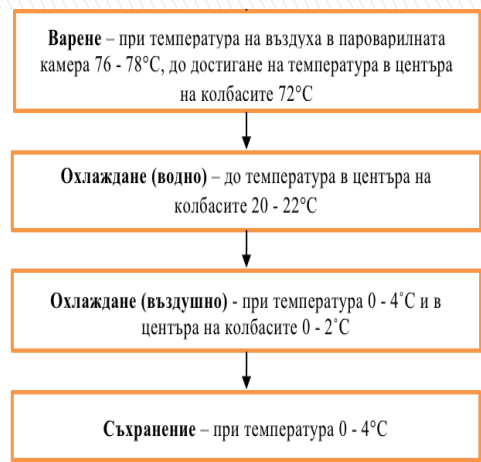 Варене – при температура на въздуха в пароварилната
камера 76 - 78°C, до достигане на температура в центъра
на колбасите 72°C
Охлаждане (водно) – до температура в центъра на
колбасите 20 - 22°C
Охлаждане (въздушно) - при температура 0 - 4˚C и в
центъра на колбасите 0 - 2˚C
Съхранение – при температура 0 - 4°C